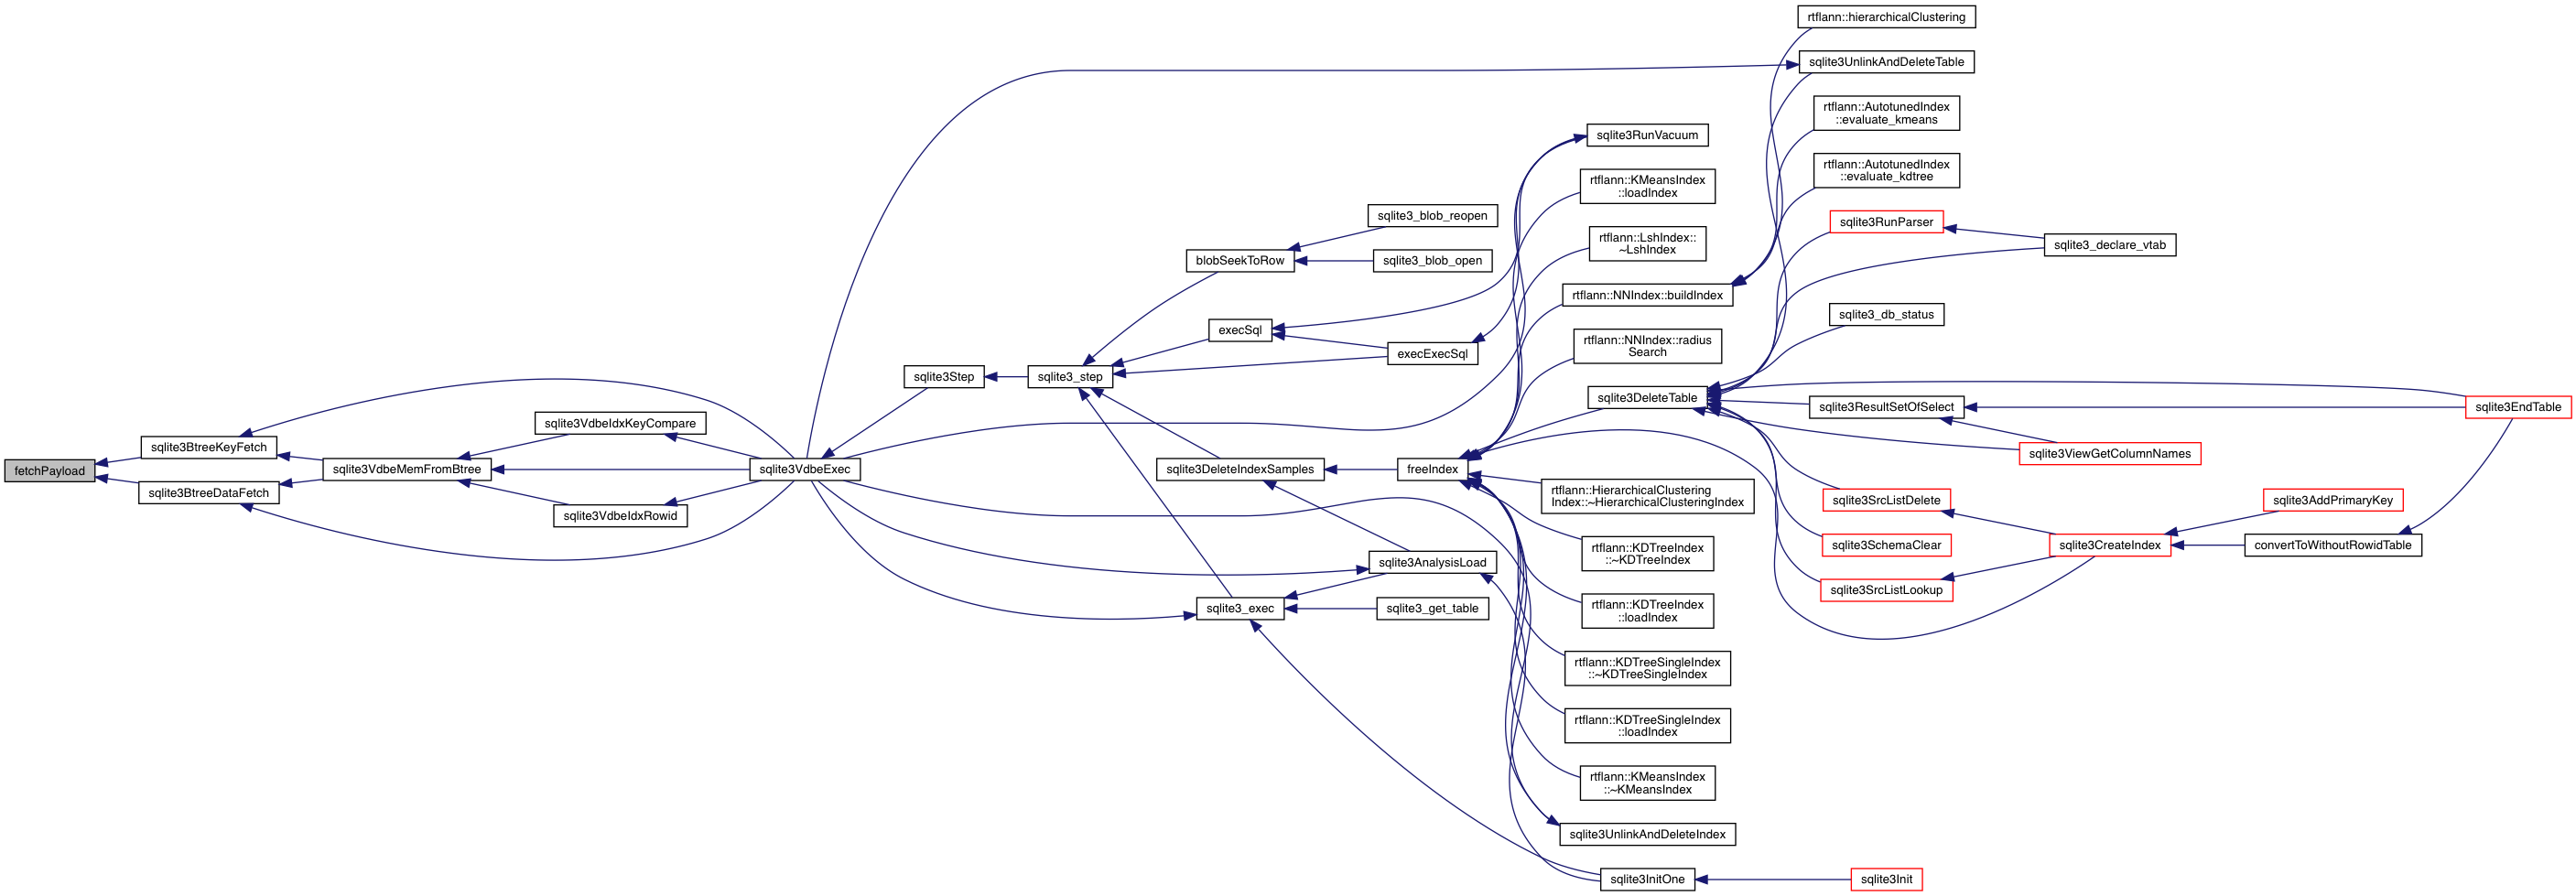 fetchPayload
sqlite3BtreeKeyFetch
sqlite3BtreeDataFetch
sqlite3VdbeMemFromBtree
sqlite3VdbeIdxKeyCompare
sqlite3VdbeIdxRowid
sqlite3VdbeExec
sqlite3Step
sqlite3_step
blobSeekToRow
execSql
sqlite3DeleteIndexSamples
sqlite3_exec
sqlite3_blob_reopen
sqlite3_blob_open
execExecSql
freeIndex
sqlite3AnalysisLoad
sqlite3_get_table
sqlite3RunVacuum
rtflann::KMeansIndex
::loadIndex
rtflann::LshIndex::
~LshIndex
rtflann::NNIndex::buildIndex
rtflann::NNIndex::radius
Search
sqlite3DeleteTable
rtflann::HierarchicalClustering
Index::~HierarchicalClusteringIndex
rtflann::KDTreeIndex
::~KDTreeIndex
rtflann::KDTreeIndex
::loadIndex
rtflann::KDTreeSingleIndex
::~KDTreeSingleIndex
rtflann::KDTreeSingleIndex
::loadIndex
rtflann::KMeansIndex
::~KMeansIndex
sqlite3UnlinkAndDeleteIndex
sqlite3InitOne
rtflann::hierarchicalClustering
sqlite3UnlinkAndDeleteTable
rtflann::AutotunedIndex
::evaluate_kmeans
rtflann::AutotunedIndex
::evaluate_kdtree
sqlite3RunParser
sqlite3_db_status
sqlite3ResultSetOfSelect
sqlite3SrcListDelete
sqlite3SchemaClear
sqlite3SrcListLookup
sqlite3Init
sqlite3_declare_vtab
sqlite3ViewGetColumnNames
sqlite3CreateIndex
sqlite3AddPrimaryKey
convertToWithoutRowidTable
sqlite3EndTable